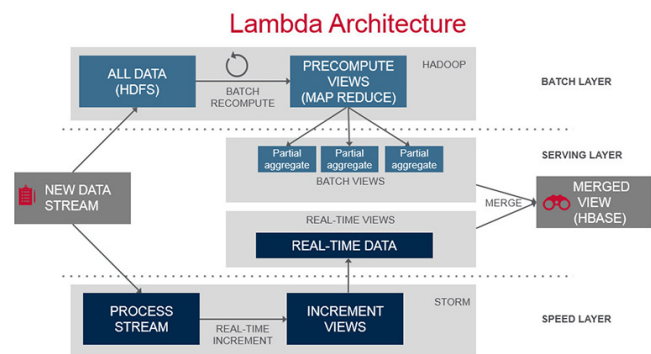 Lambda Architecture
HADOOP
ALL DATA
(HDFS)
BATCH
RECOMPUTE
PRECOMPUTE
VIEWS
(MAP REDUCE)
BATCH LAYER
Partial
aggregate
Partial
aggregate
Partial
aggregate
BATCH VIEWS
SERVING LAYER
NEW DATA
STREAM
MERGE
MERGED
VIEW
(HBASE)
REAL-TIME VIEWS
REAL-TIME DATA
STORM
PROCESS
STREAM
REAL-TIME
INCREMENT
INCREMENT
VIEWS
SPEED LAYER